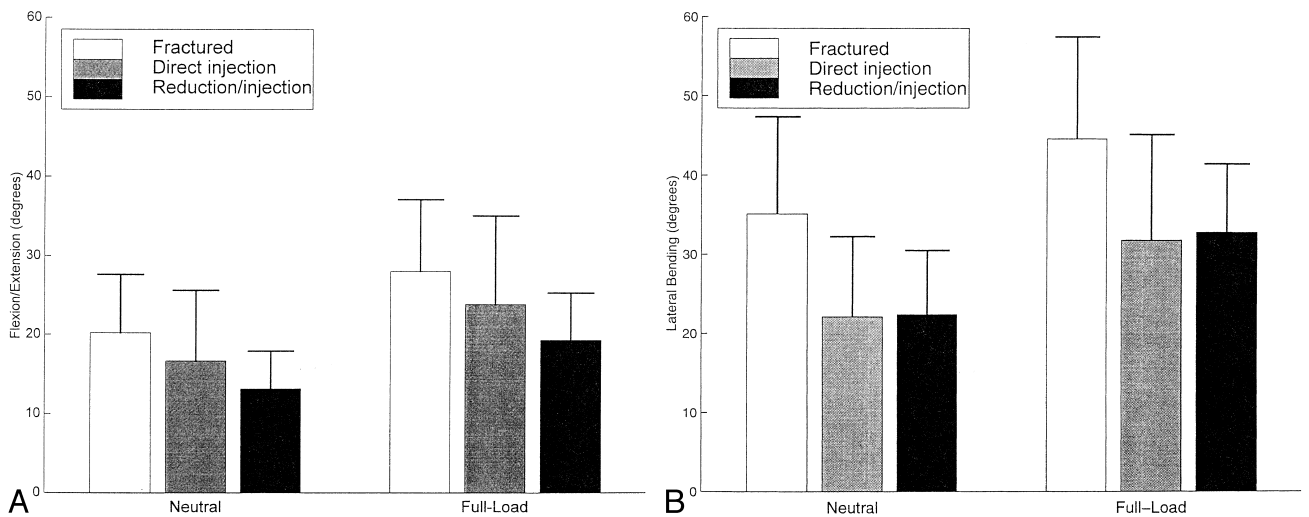 60
50
40
30
20
10
0
Flexion/Extension (degrees)
Fractured
Direct injection
Reduction/injection
Neutral
Full-Load
A
60
50
40
30
20
10
0
Lateral Bending (degrees)
Fractured
Direct injection
Reduction/injection
Neutral
Full–Load
B